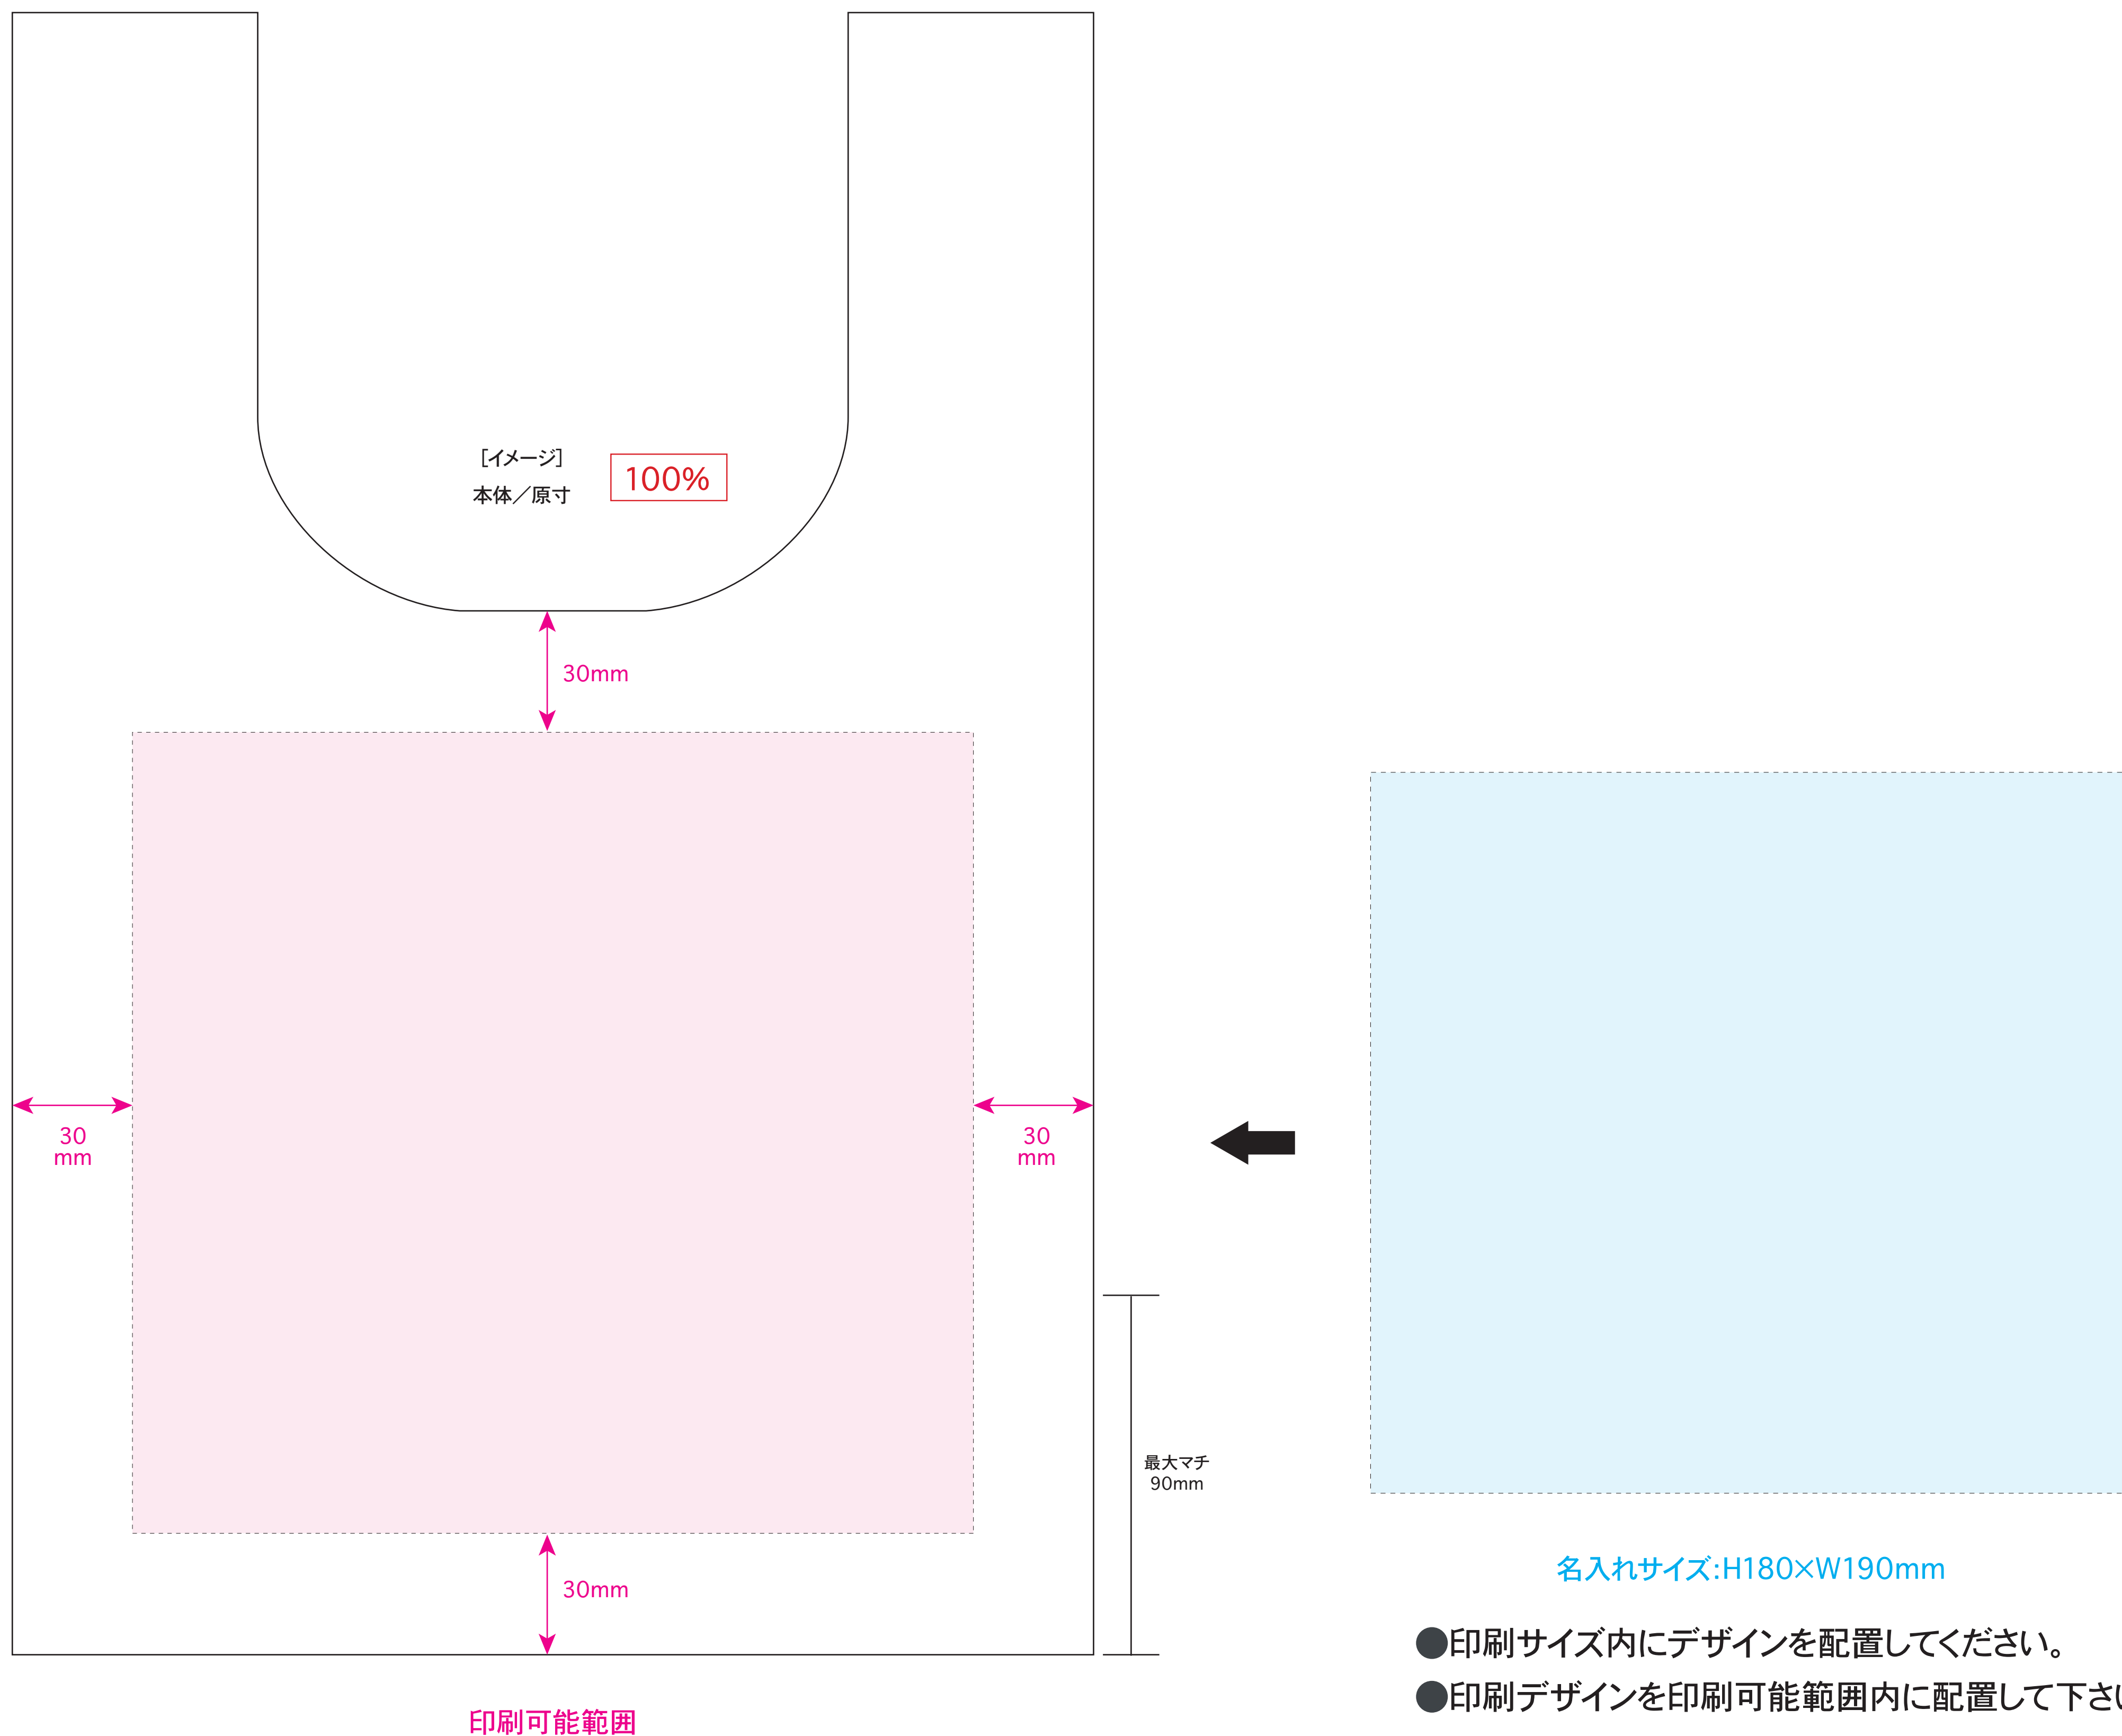 ［イメージ］
本体／原寸
100%
30mm
30
mm
30
mm
最大マチ
90mm
30mm
印刷可能範囲
名入れサイズ：H180×W190mm
●印刷サイズ内にデザインを配置してください。
●印刷デザインを印刷可能範囲内に配置して下さ